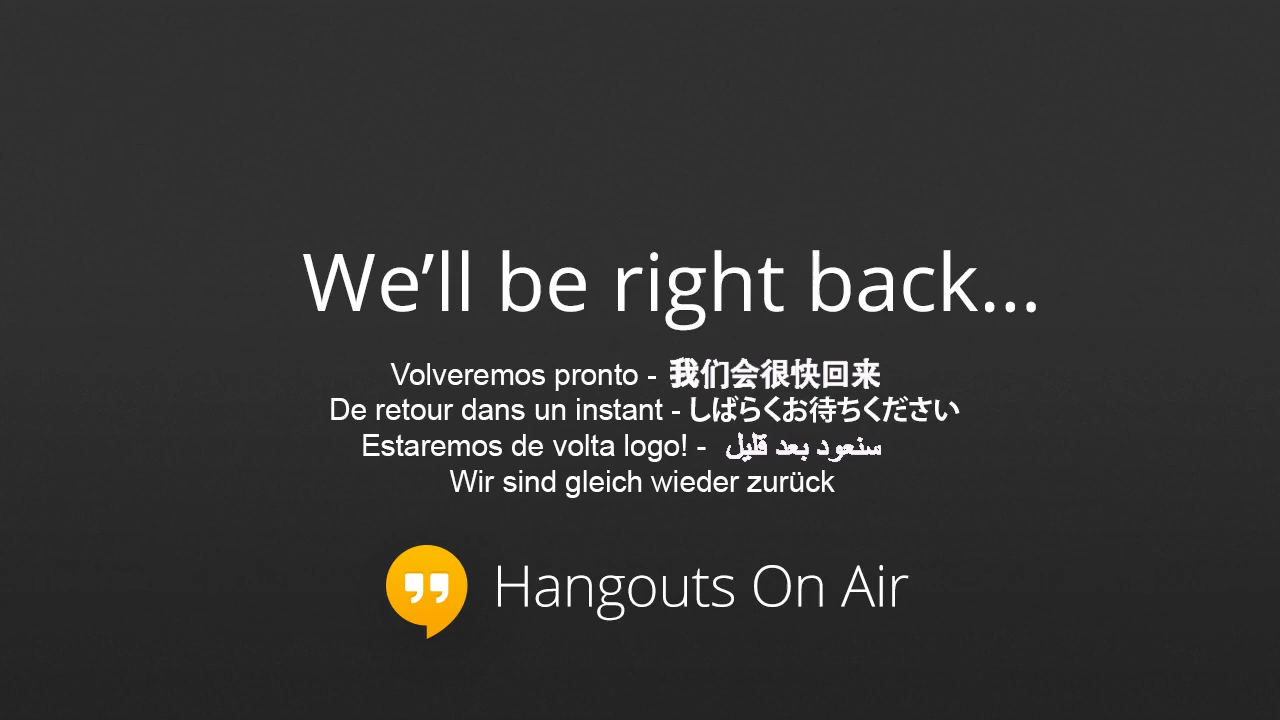 We’ll be right back...
Volveremos pronto - 我们会很快回来
De retour dans un instant - しばらくお待ちください
Estaremos de volta logo! - سنعود بعد قليل
Wir sind gleich wieder zurück
Hangouts On Air